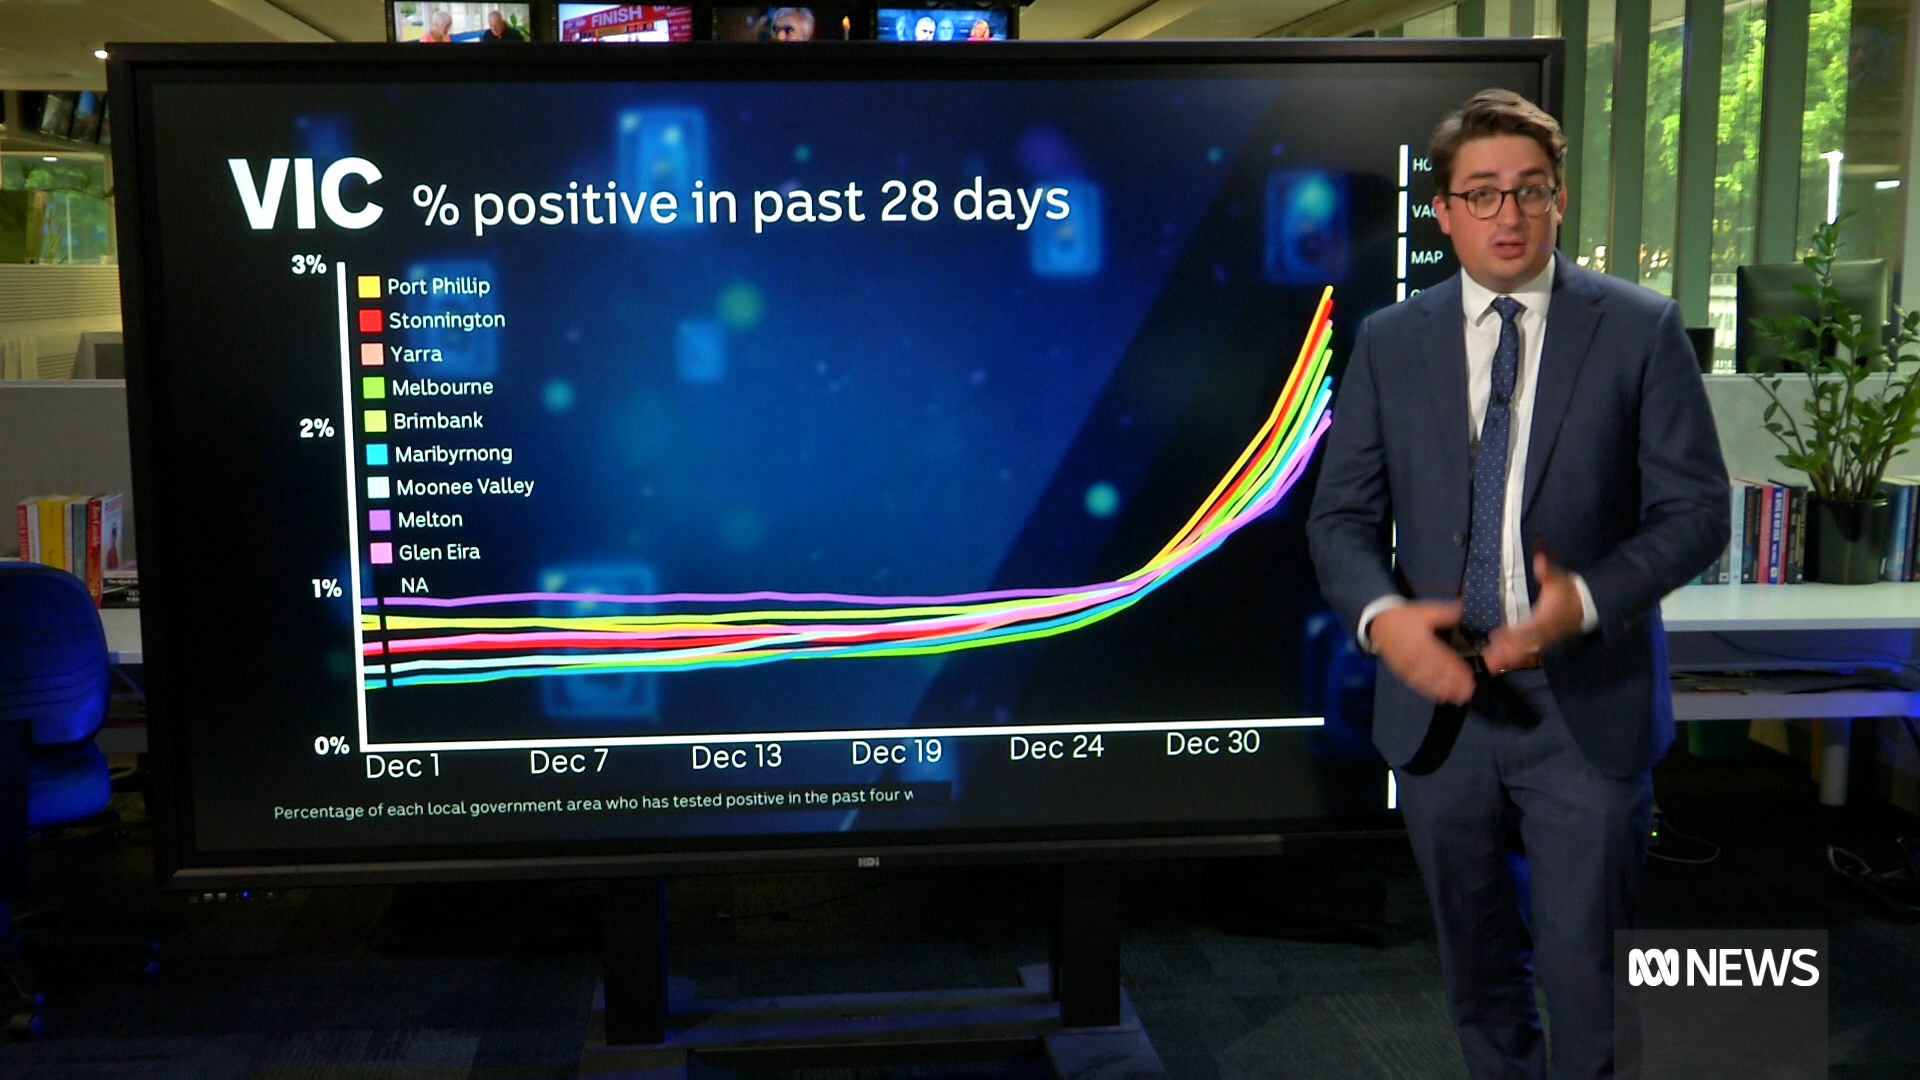 FINISH
VIC % positive in past 28 days
3%
2%
1%
0%
Port Phillip
Stonnington
Yarra
Melbourne
Brimbank
Maribyrnong
Moonee Valley
Melton
Glen Eira
NA
Dec 1
Dec 7
Dec 13
Dec 19
Dec 24
Dec 30
Percentage of each local government area who has tested positive in the past four
MAP
NEWS